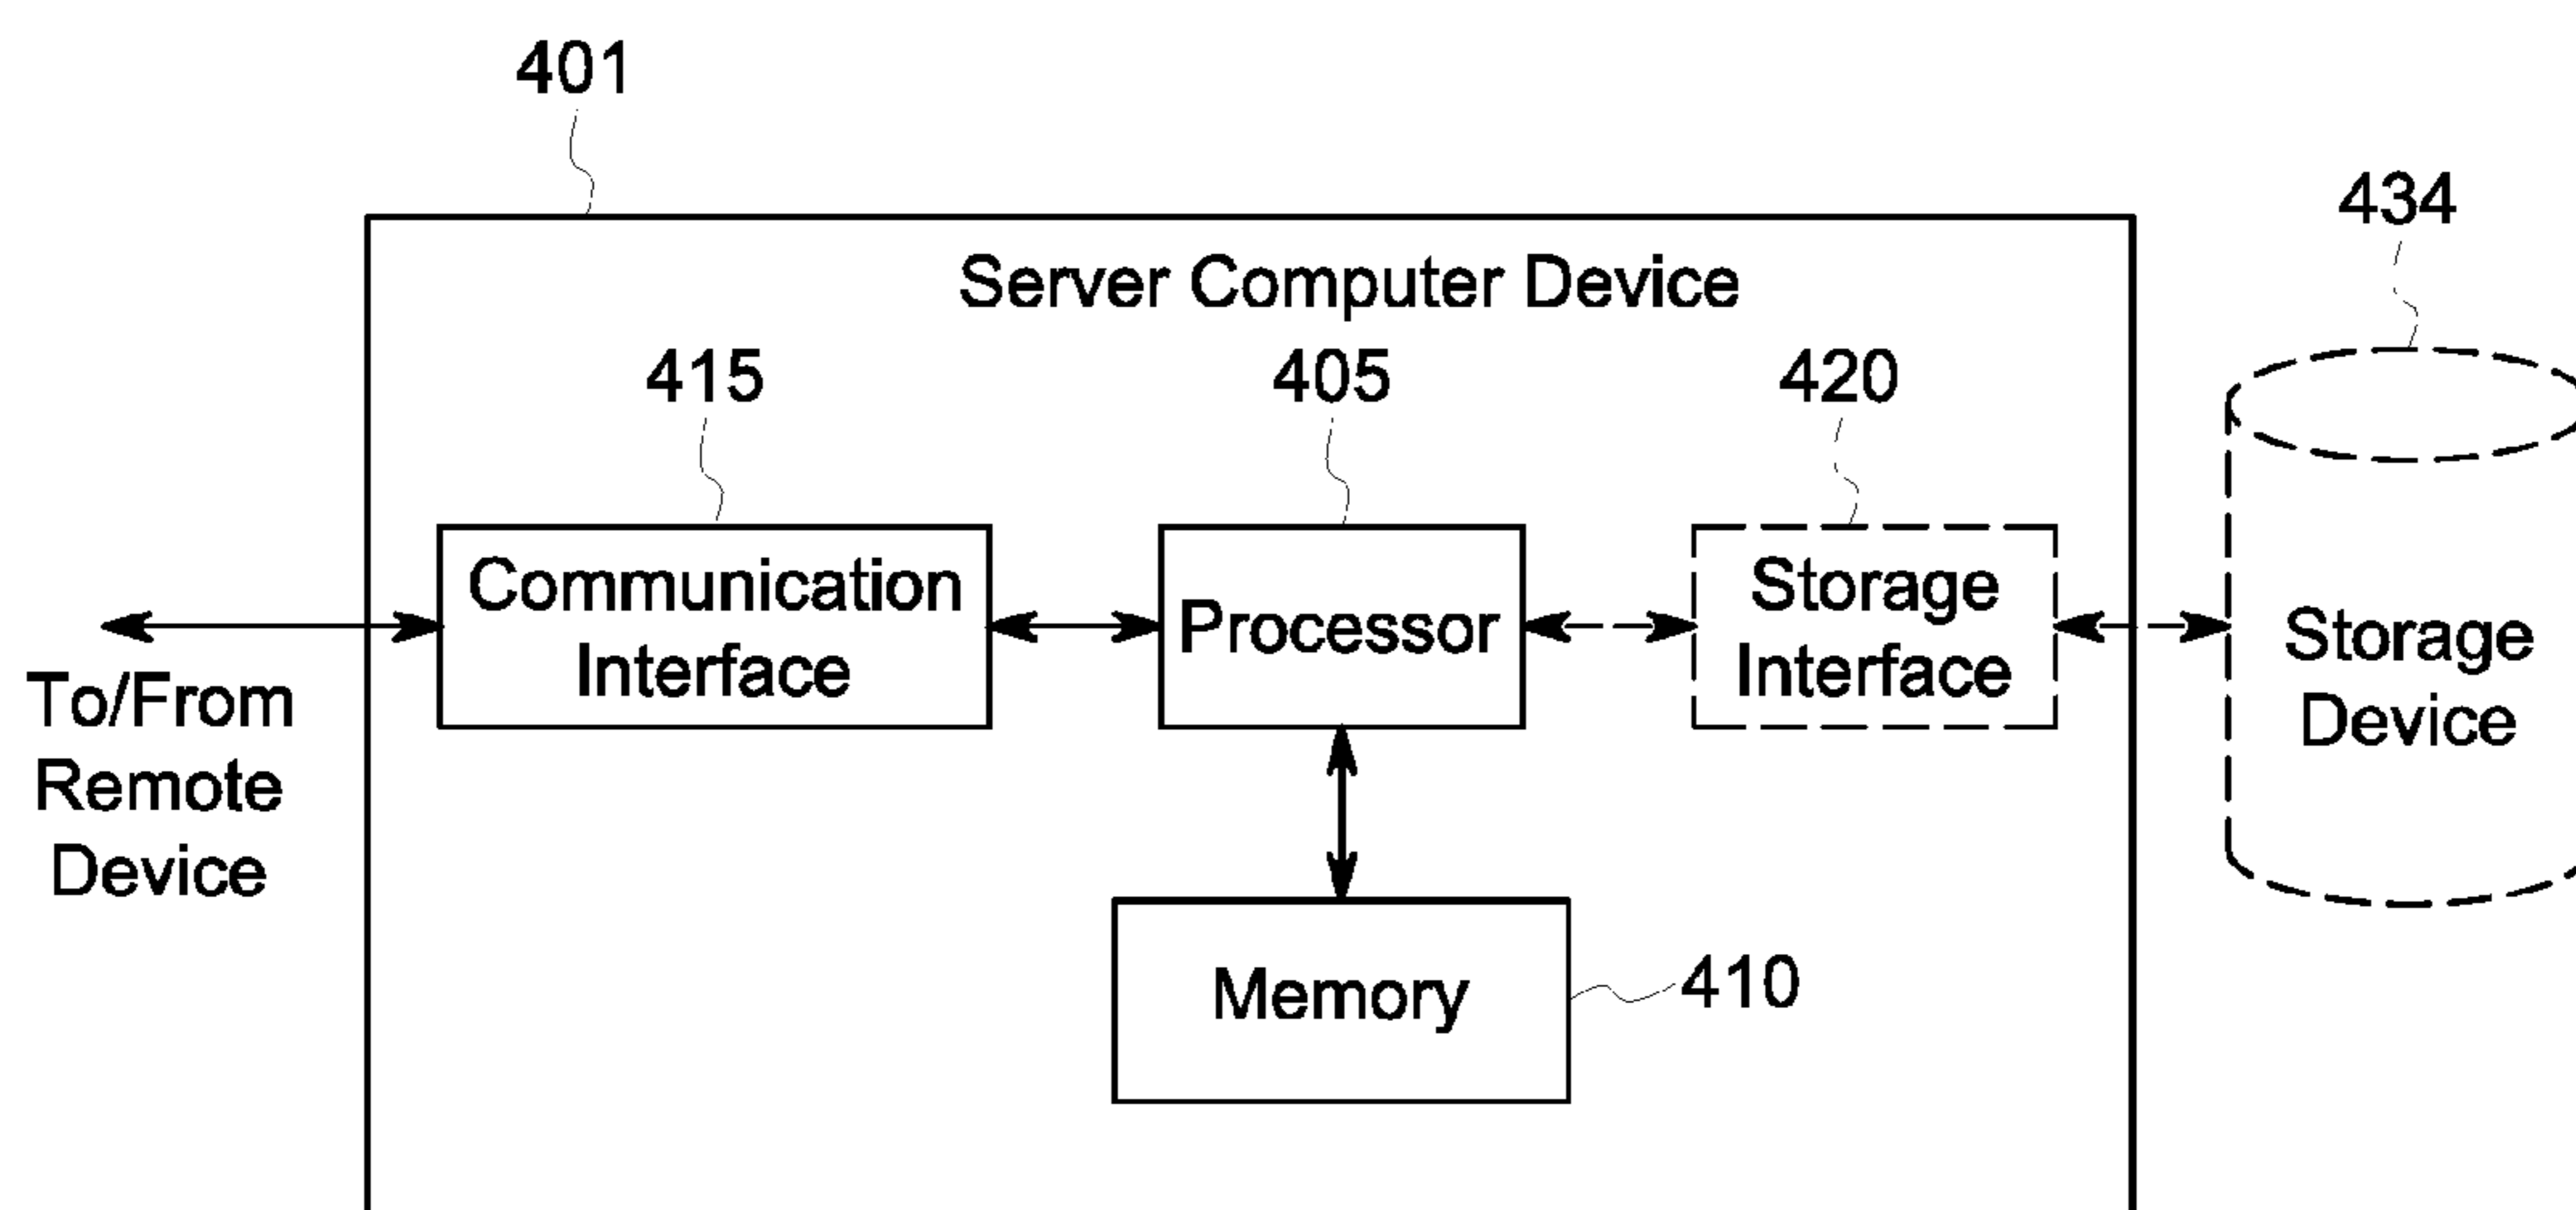 401
434
Server Computer Device
415
405
420
Communication
Interface
Processor
Storage
Interface
Storage
Device
To/From
Remote
Device
Memory
410